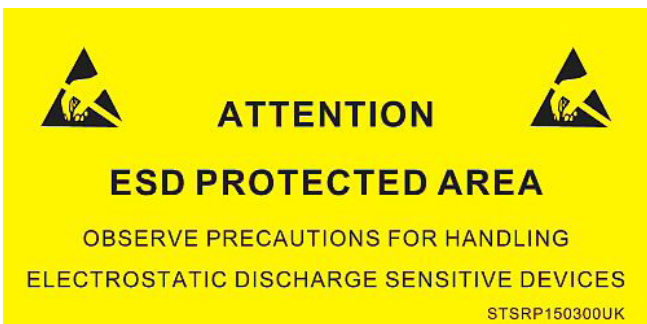 ATTENTION
ESD PROTECTED AREA
OBSERVE PRECAUTIONS FOR HANDLING
ELECTROSTATIC DISCHARGE SENSITIVE DEVICES
STSRP150300UK